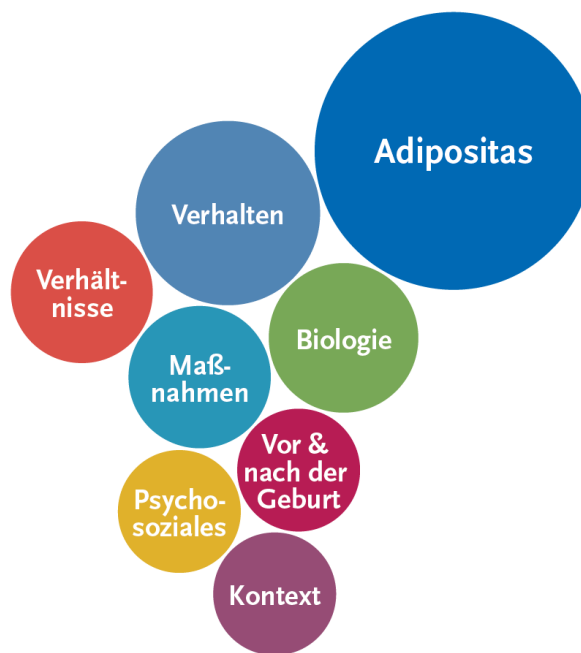 Adipositas
Verhalten
Verhält-
nisse
Biologie
Maß-
nahmen
Vor &
nach der
Geburt
Psycho-
soziales
Kontext